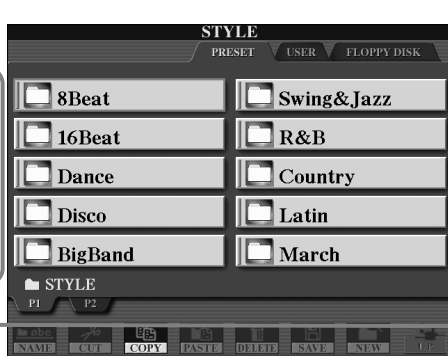 STYLE
PRESET USER FLOPPY DISK
8Beat Swing&Jazz
16Beat R&B
Dance Country
Disco Latin
BigBand March
STYLE
P1 P2
NAME CUT COPY PASTE DELETE SAVE NEW UP